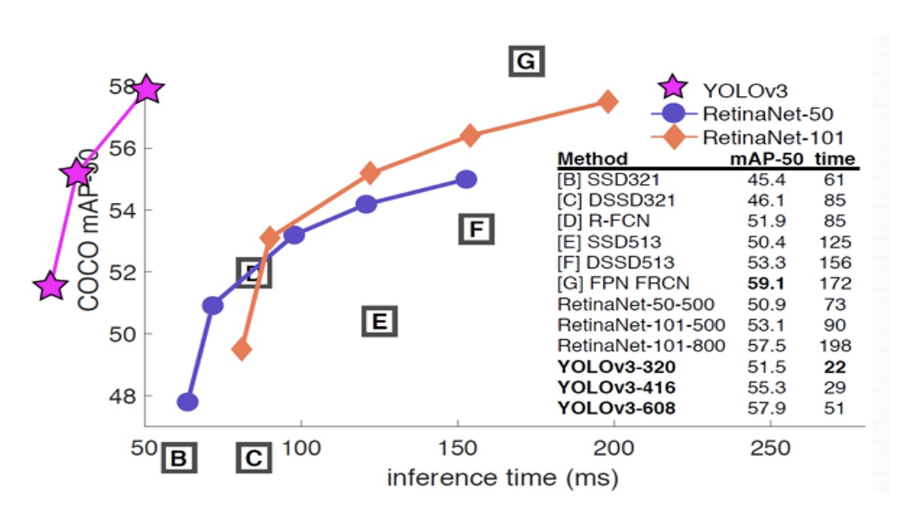 G
58
56
54
52
50
48
COCO mAP-50
D
E
F
B
C
50
100
150
200
250
inference time (ms)
YOLOv3
RetinaNet-50
RetinaNet-101
Method mAP-50 time
[B] SSD321 45.4 61
[C] DSSD321 46.1 85
[D] R-FCN 51.9 85
[E] SSD513 50.4 125
[F] DSSD513 53.3 156
[G] FPN FRCN 59.1 172
RetinaNet-50-500 50.9 73
RetinaNet-101-500 53.1 90
RetinaNet-101-800 57.5 198
YOLOv3-320 51.5 22
YOLOv3-416 55.3 29
YOLOv3-608 57.9 51